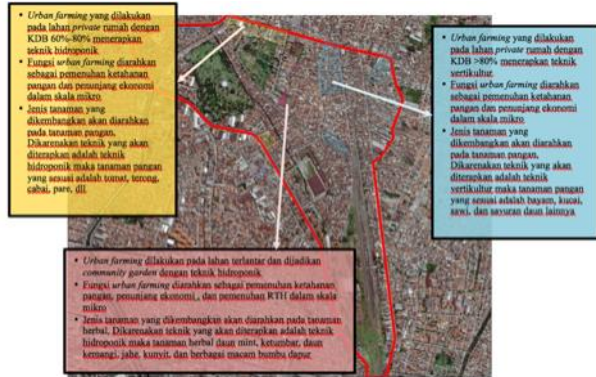 • Urban farming yang dilakukan
pada lahan private rumah dengan
KDB 60%-80% menerapkan
teknik hidroponik
• Fungsi urban farming diarahkan
sebagai pemenuhan ketahanan
pangan dan penunjang ekonomi
dalam skala mikro
• Jenis tanaman yang
dikembangkan akan diarahkan
pada tanaman pangan,
Dikarenakan teknik yang akan
diterapkan adalah teknik
hidroponik maka tanaman pangan
yang sesuai adalah tomat, terong,
cabai, pare, dll
• Urban farming yang dilakukan
pada lahan private rumah dengan
KDB >80% menerapkan teknik
vertikultur
• Fungsi urban farming diarahkan
sebagai pemenuhan ketahanan
pangan dan penunjang ekonomi
dalam skala mikro
• Jenis tanaman yang
dikembangkan akan diarahkan
pada tanaman pangan,
Dikarenakan teknik yang akan
diterapkan adalah teknik
vertikultur maka tanaman pangan
yang sesuai adalah bayam, kucai,
sawi, dan sayuran daun lainnya
• Urban farming dilakukan pada lahan terlantar dan dijadikan
community garden dengan teknik hidroponik
• Fungsi urban farming diarahkan sebagai pemenuhan ketahanan
pangan, penunjang ekonomi, dan pemenuhan RTH dalam skala
mikro
• Jenis tanaman yang dikembangkan akan diarahkan pada tanaman
herbal, Dikarenakan teknik yang akan diterapkan adalah teknik
hidroponik maka tanaman herbal daun mint, ketumbar, daun
kemangi, jahe, kunyit, dan berbagai macam bumbu dapur